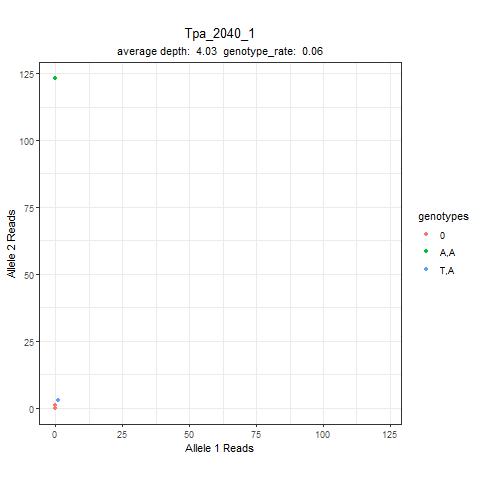 Tpa_2040_1
average depth:  4.03  genotype_rate:  0.06
125
100
75
50
25
0
Allele 2 Reads
0 25 50 75 100 125
Allele 1 Reads
genotypes
0
A,A
T,A